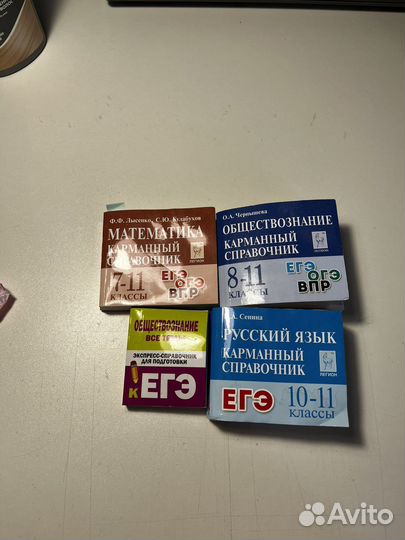 Ф.Ф. Лысенко, С.Ю. Кулабухов
МАТЕМАТИКА
КАРМАННЫЙ
СПРАВОЧНИК
ЛЕГИОН
7-11
КЛАССЫ
ЕГЭ
ОГЭ
ВПР
О.А. Чернышева
ОБЩЕСТВОЗНАНИЕ
КАРМАННЫЙ
СПРАВОЧНИК
ЛЕГИОН
8-11
КЛАССЫ
ЕГЭ
ОГЭ
ВПР
ОБЩЕСТВОЗНАНИЕ
ВСЕ
ЭКСПРЕСС-СПРАВОЧНИК
ДЛЯ ПОДГОТОВКИ
К ЕГЭ
А. Сенина
РУССКИЙ ЯЗЫК
КАРМАННЫЙ
СПРАВОЧНИК
ЛЕГИОН
ЕГЭ
10-11
КЛАССЫ
Avito